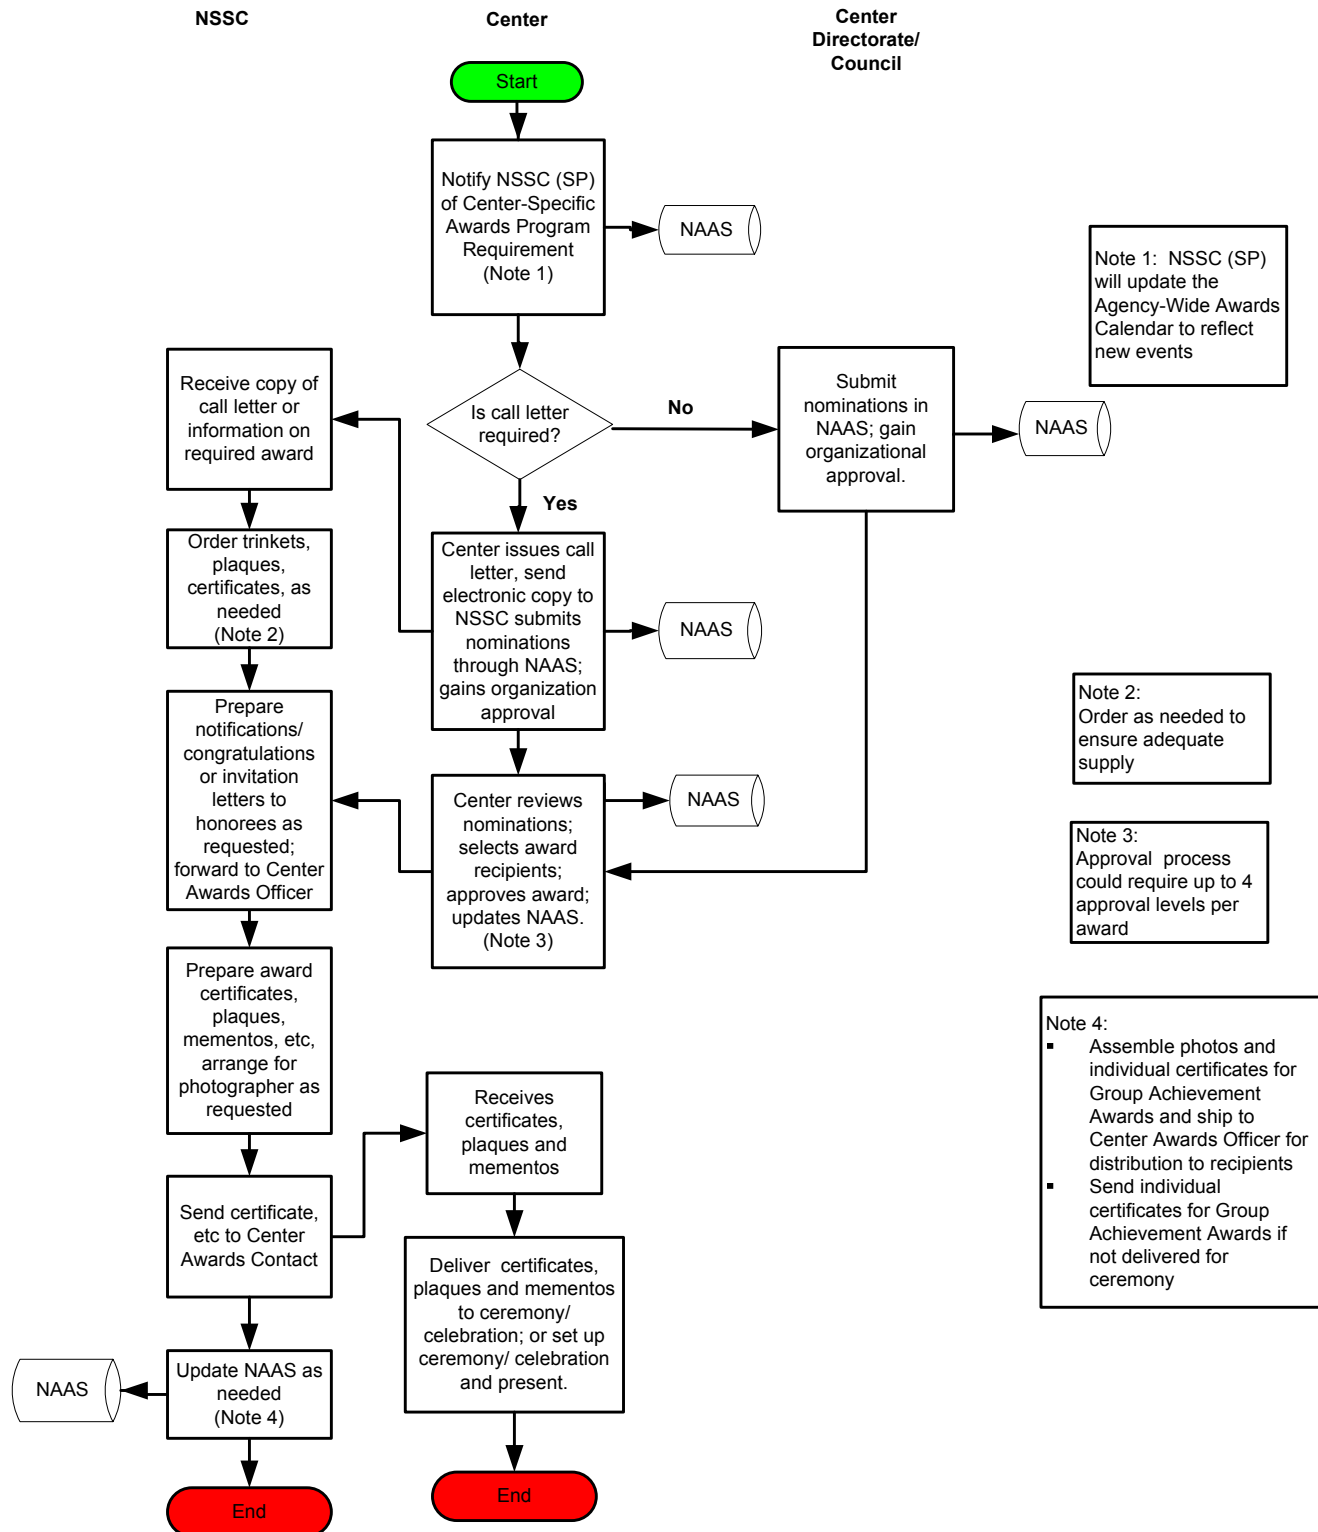 NSSC
Center
Center
Directorate/
Council
Start
Notify NSSC (SP)
of Center-Specific
Awards Program
Requirement
(Note 1)
NAAS
Note 1:  NSSC (SP)
will update the
Agency-Wide Awards
Calendar to reflect
new events
Receive copy of
call letter or
information on
required award
Is call letter
required?
No
Submit
nominations in
NAAS; gain
organizational
approval.
NAAS
Yes
Order trinkets,
plaques,
certificates, as
needed
(Note 2)
Center issues call
letter, send
electronic copy to
NSSC submits
nominations
through NAAS;
gains organization
approval
NAAS
Note 2:
Order as needed to
ensure adequate
supply
Prepare
notifications/
congratulations
or invitation
letters to
honorees as
requested;
forward to Center
Awards Officer
Center reviews
nominations;
selects award
recipients;
approves award;
updates NAAS.
(Note 3)
NAAS
Note 3:
Approval  process
could require up to 4
approval levels per
award
Prepare award
certificates,
plaques,
mementos, etc,
arrange for
photographer as
requested
Note 4:
▪ Assemble photos and
individual certificates for
Group Achievement
Awards and ship to
Center Awards Officer for
distribution to recipients
▪ Send individual
certificates for Group
Achievement Awards if
not delivered for
ceremony
Receives
certificates,
plaques and
mementos
Send certificate,
etc to Center
Awards Contact
Deliver  certificates,
plaques and mementos
to ceremony/
celebration; or set up
ceremony/ celebration
and present.
NAAS
Update NAAS as
needed
(Note 4)
End
End